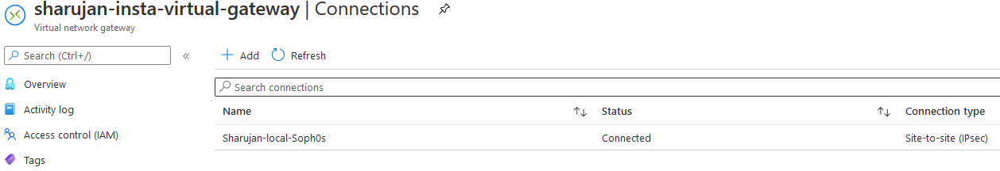 sharujan-insta-virtual-gateway | Connections
Virtual network gateway
Search (Ctrl+/)
«
Add
Refresh
Overview
Search connections
Activity log
Name
Status
Connection type
Access control (IAM)
Sharujan-local-Soph0s
Connected
Site-to-site (IPsec)
Tags